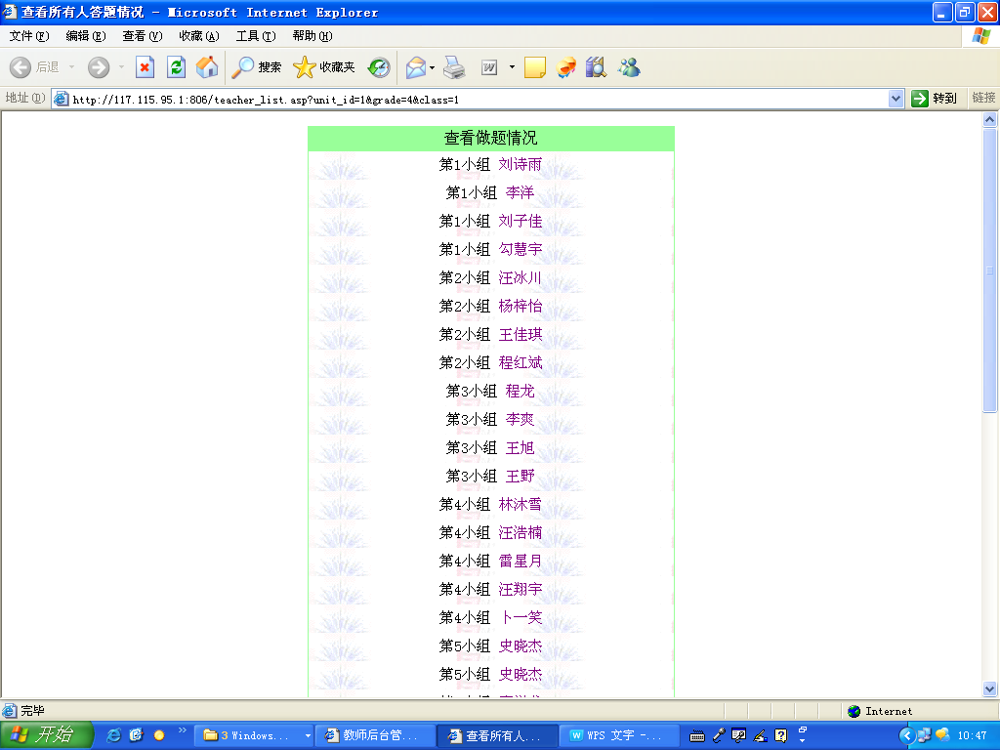 查看所有人答题情况 - Microsoft Internet Explorer
文件(F) 编辑(E) 查看(V) 收藏(A) 工具(T) 帮助(H)
后退 搜索 收藏夹
地址(D) http://117.115.95.1:806/teacher_list.asp?unit_id=1&grade=4&class=1 转到 链接
查看做题情况
第1小组 刘诗雨
第1小组 李洋
第1小组 刘子佳
第1小组 勾慧宇
第2小组 汪冰川
第2小组 杨梓怡
第2小组 王佳琪
第2小组 程红斌
第3小组 程龙
第3小组 李爽
第3小组 王旭
第3小组 王野
第4小组 林沐雪
第4小组 汪浩楠
第4小组 雷星月
第4小组 汪翔宇
第4小组 卜一笑
第5小组 史晓杰
第5小组 史晓杰
完毕 Internet
开始 3 Windows... 教师后台管... 查看所有人... WPS 文字 -... 10:47